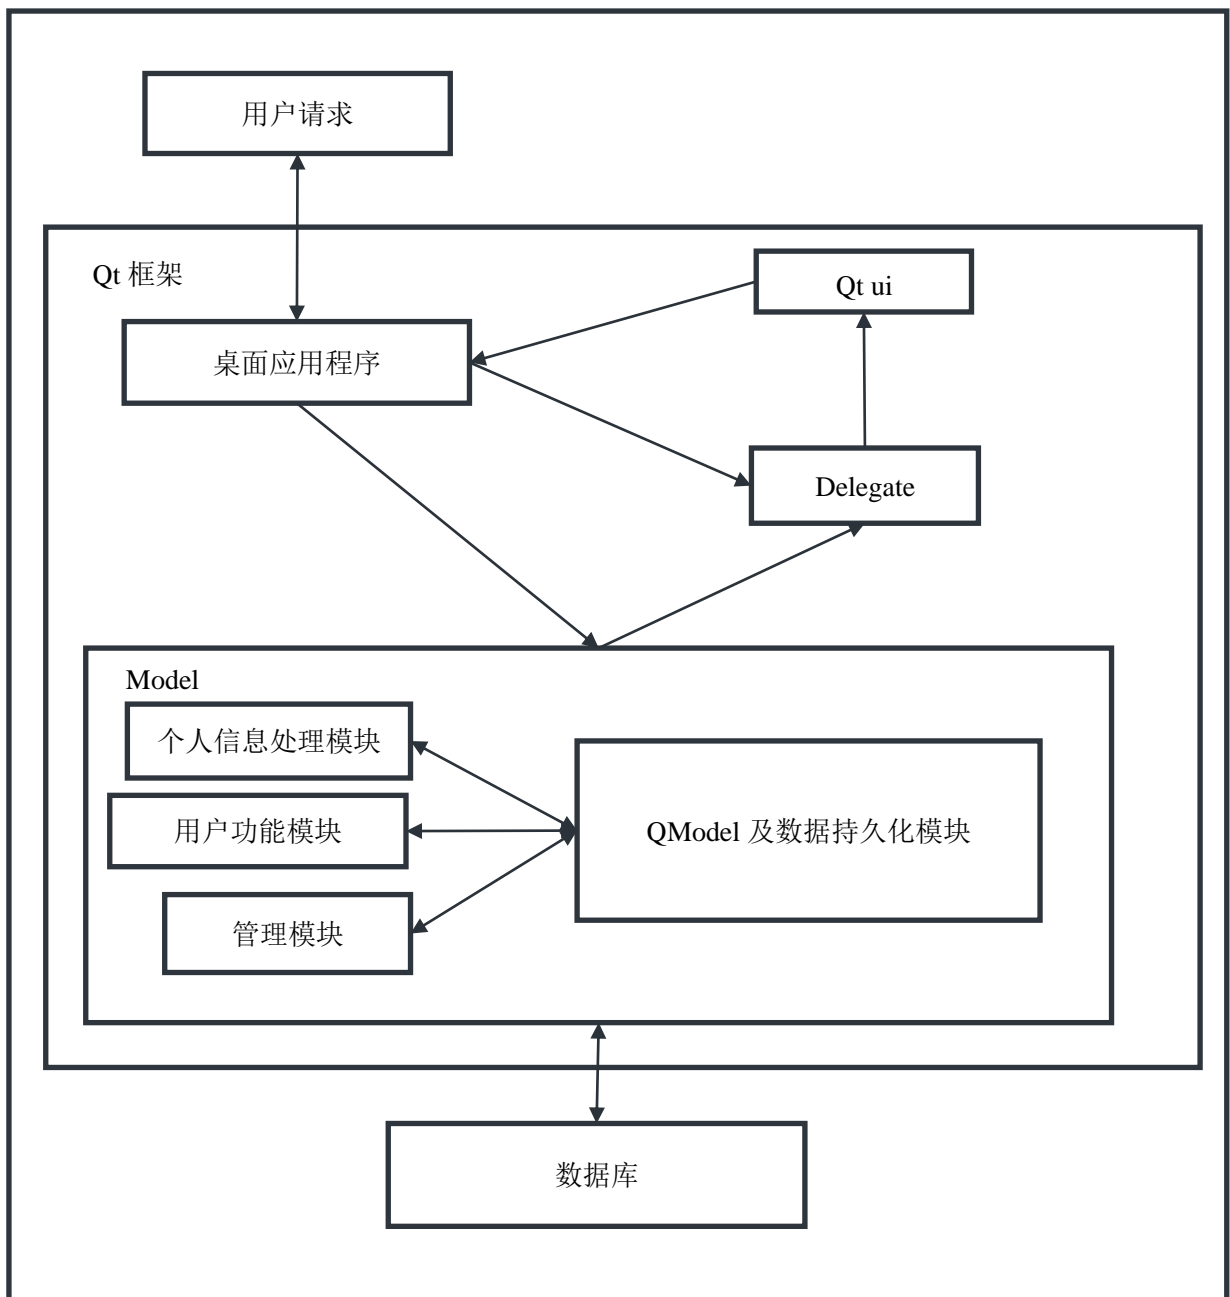 用户请求
Qt 框架
Qt ui
桌面应用程序
Delegate
Model
个人信息处理模块
用户功能模块
QModel 及数据持久化模块
管理模块
数据库